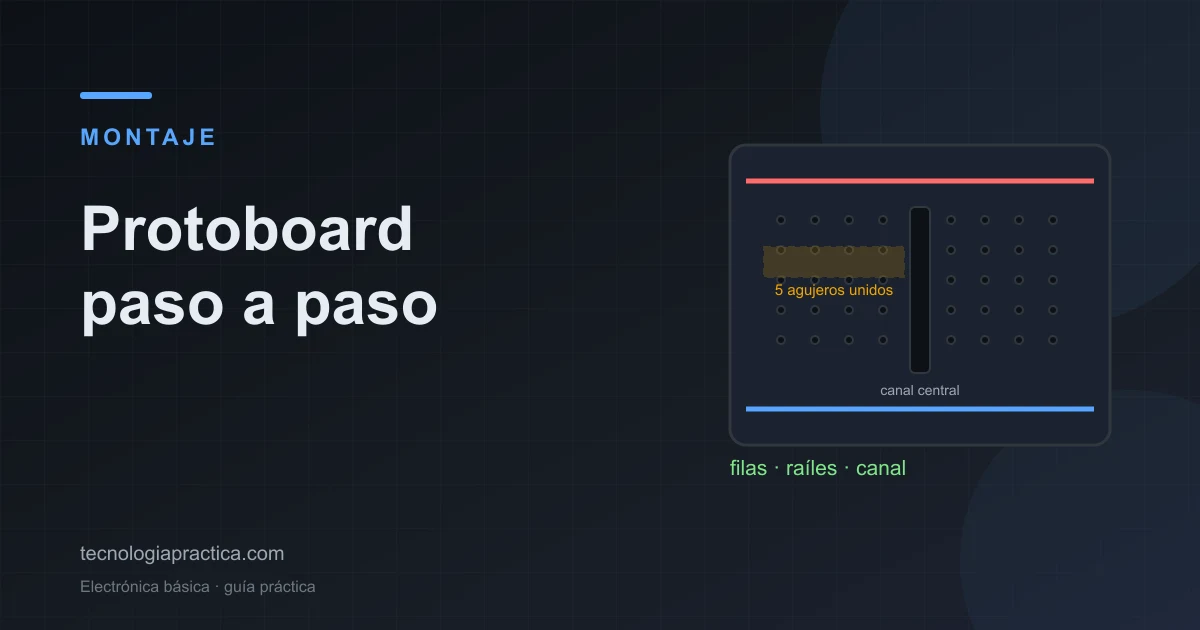 MONTAJE
Protoboard
paso a paso
5 agujeros unidos
canal central
filas · raíles · canal
tecnologiapractica.com
Electrónica básica · guía práctica